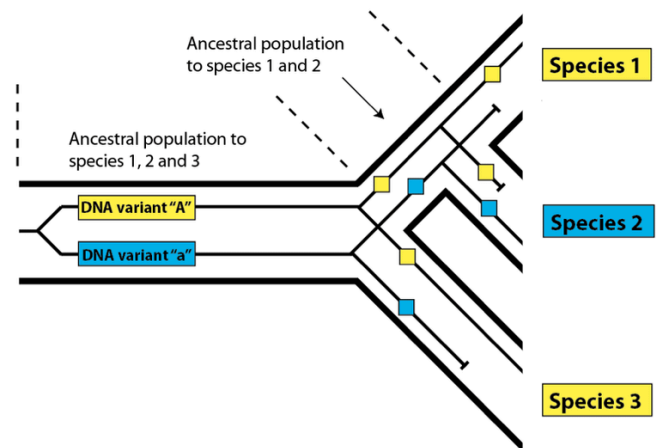 Ancestral population
to species 1 and 2
Species 1
Ancestral population to
species 1, 2 and 3
DNA variant "A"
Species 2
DNA variant "a"
Species 3